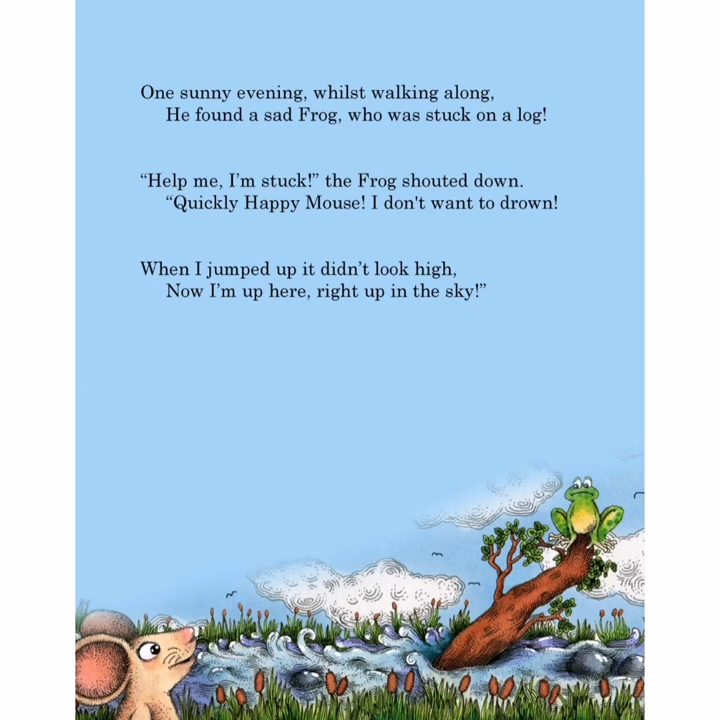 One sunny evening, whilst walking along,
He found a sad Frog, who was stuck on a log!
“Help me, I’m stuck!” the Frog shouted down.
“Quickly Happy Mouse! I don't want to drown!
When I jumped up it didn’t look high,
Now I’m up here, right up in the sky!”